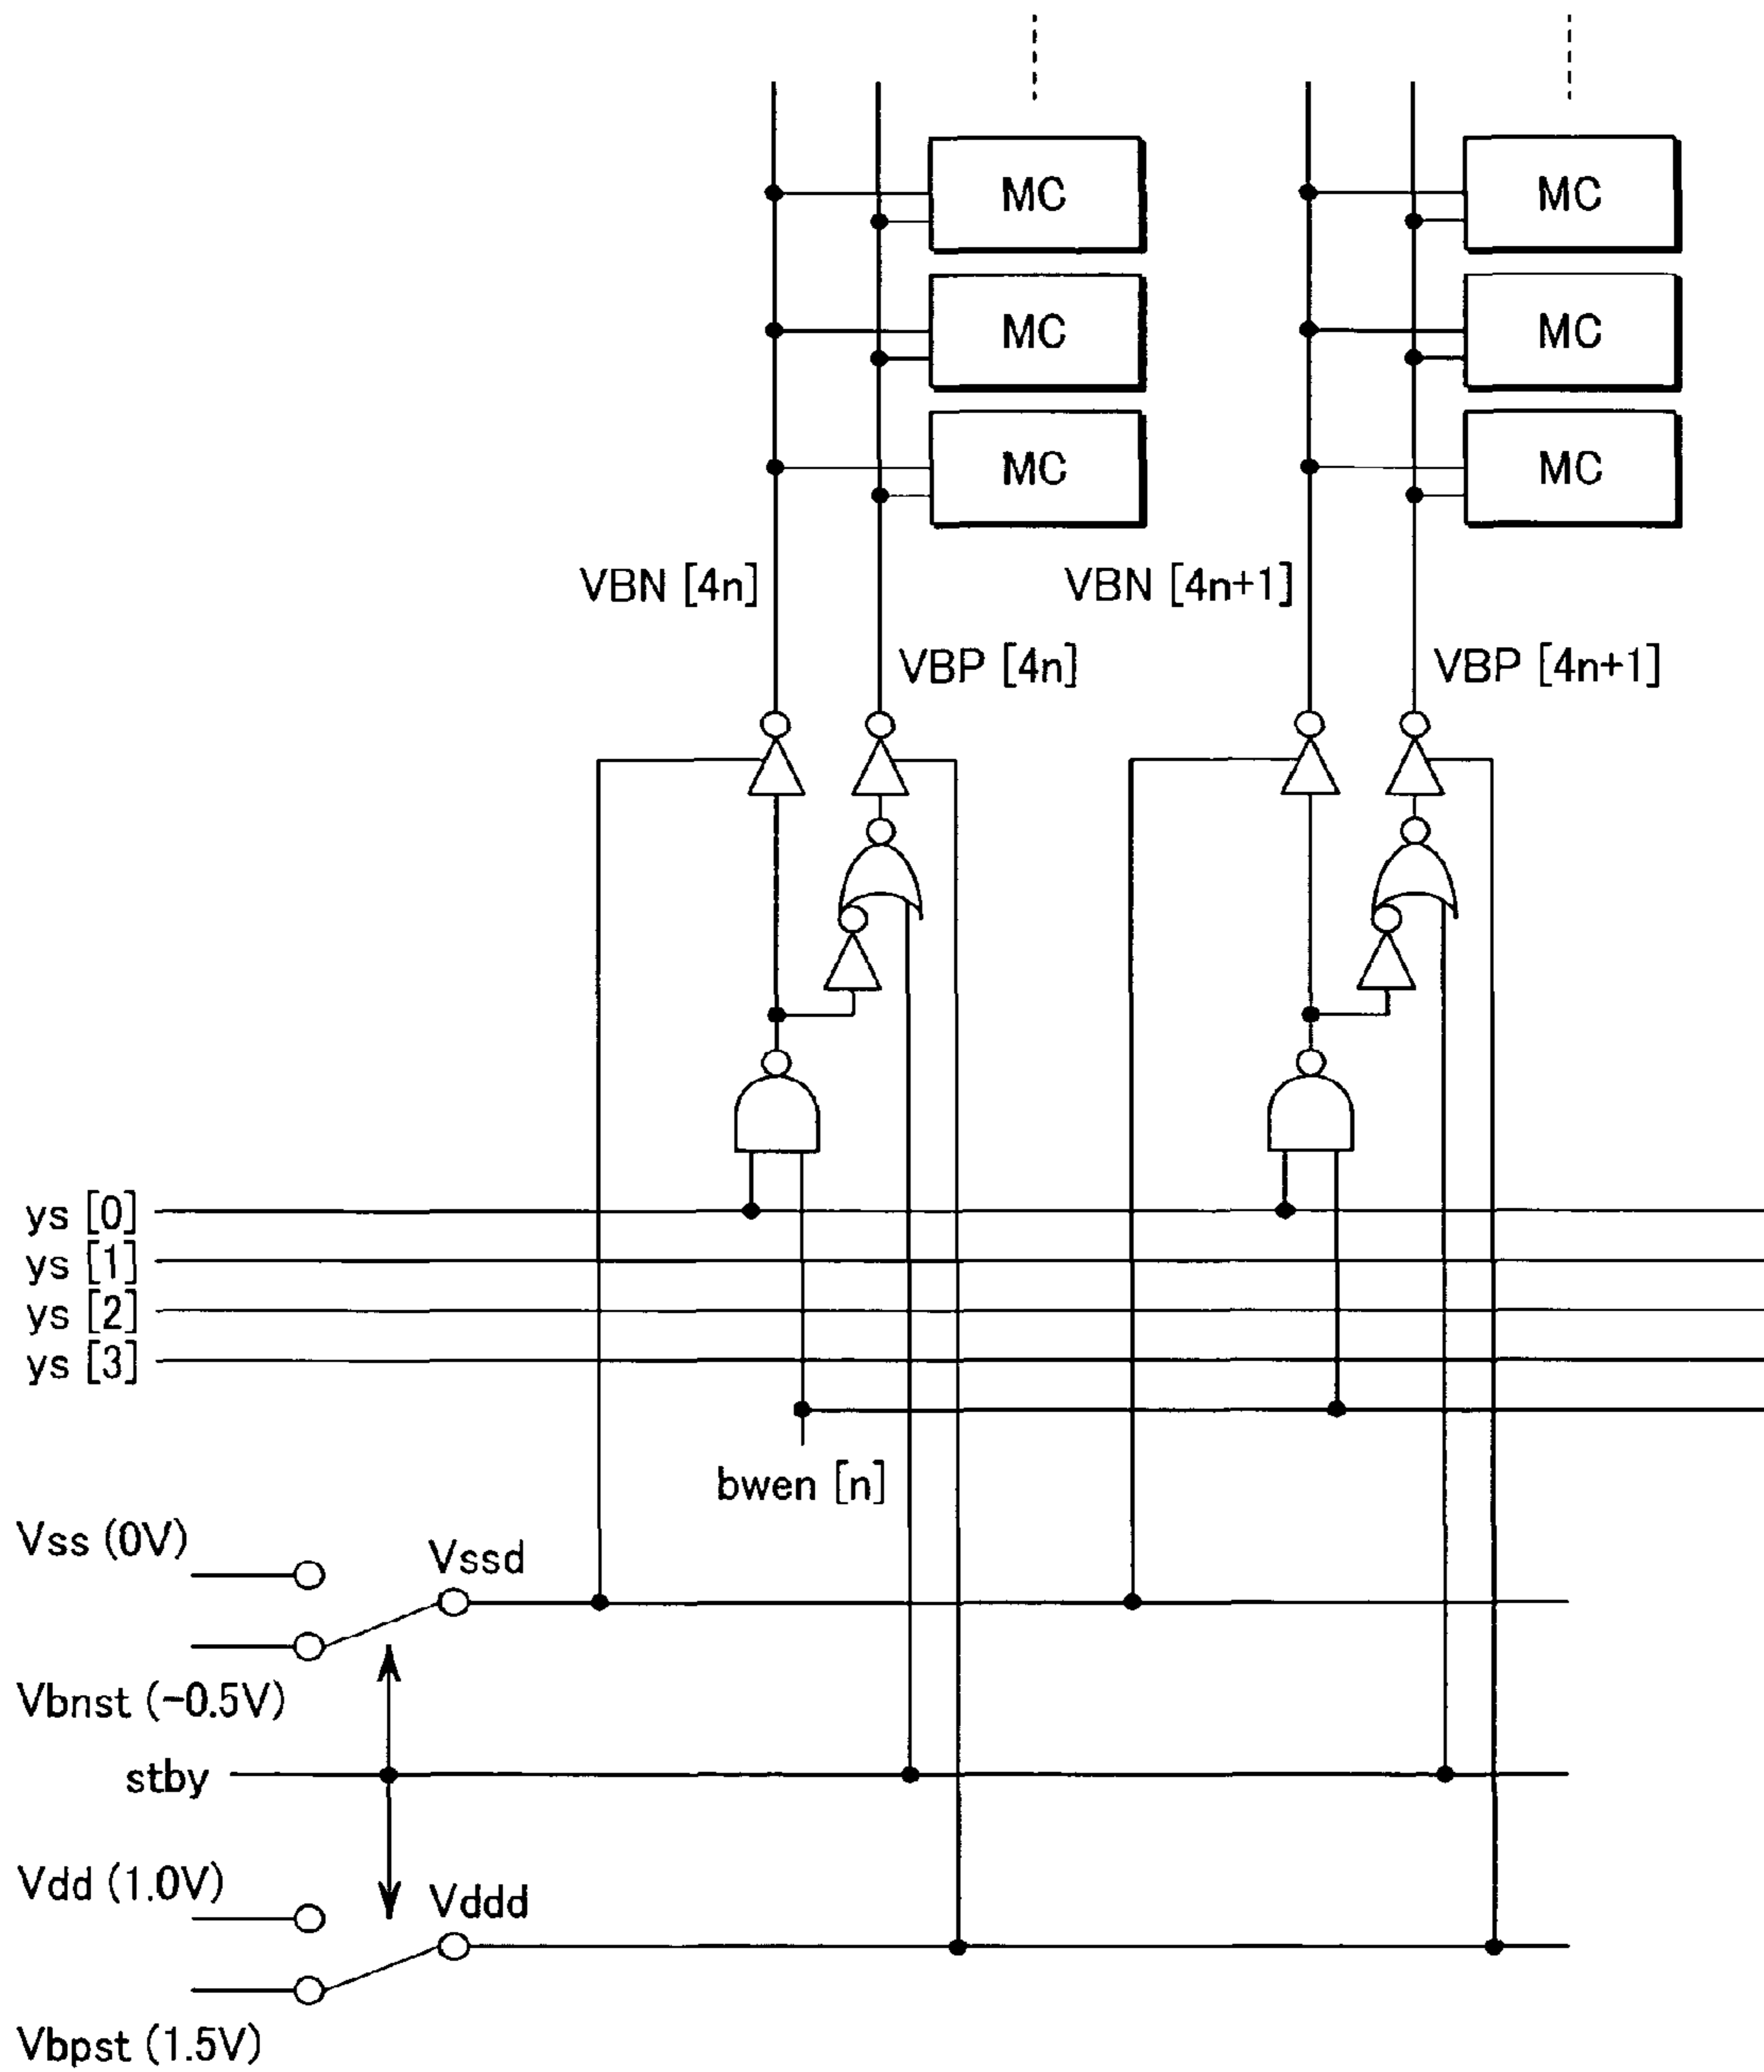 MC MC
MC MC
MC MC
VBN [4n] VBN [4n+1]
VBP [4n] VBP [4n+1]
ys [0]
ys [1]
ys [2]
ys [3]
bwen [n]
Vss (0V)
Vssd
Vbnst (-0.5V)
stby
Vdd (1.0V)
Vddd
Vbpst (1.5V)